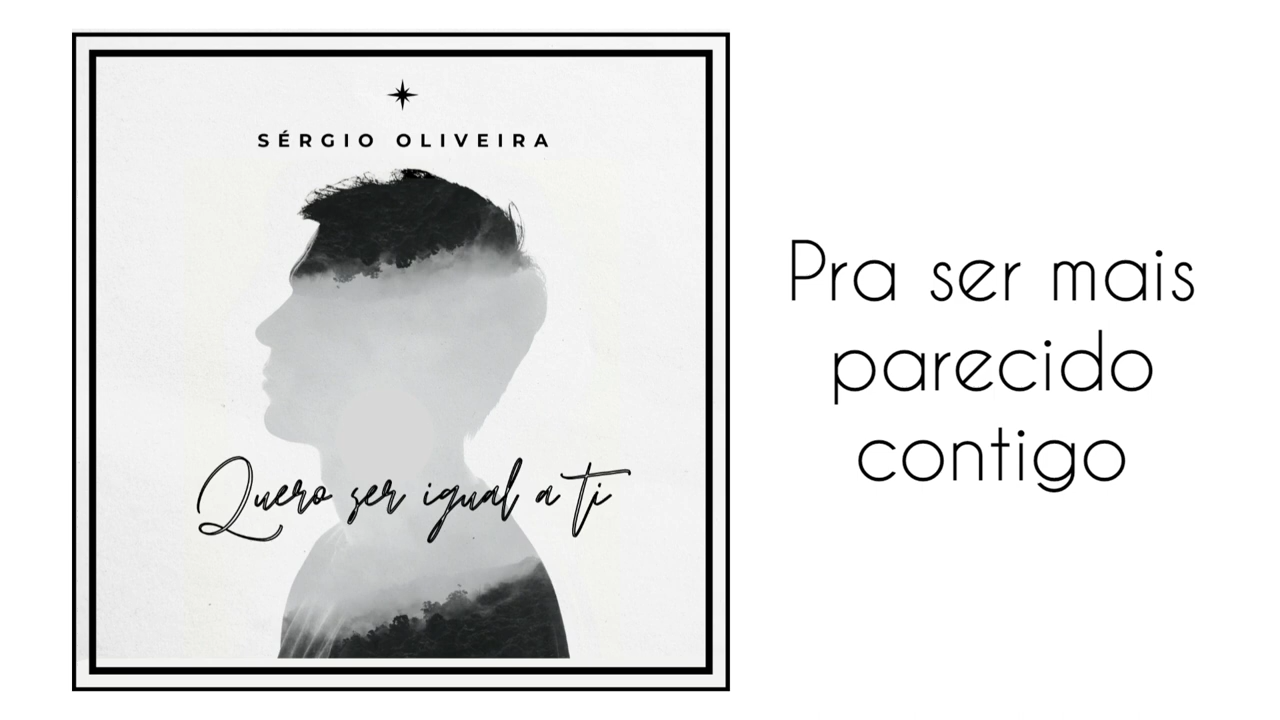 SÉRGIO OLIVEIRA
Quero ser igual a ti
Pra ser mais
parecido
contigo